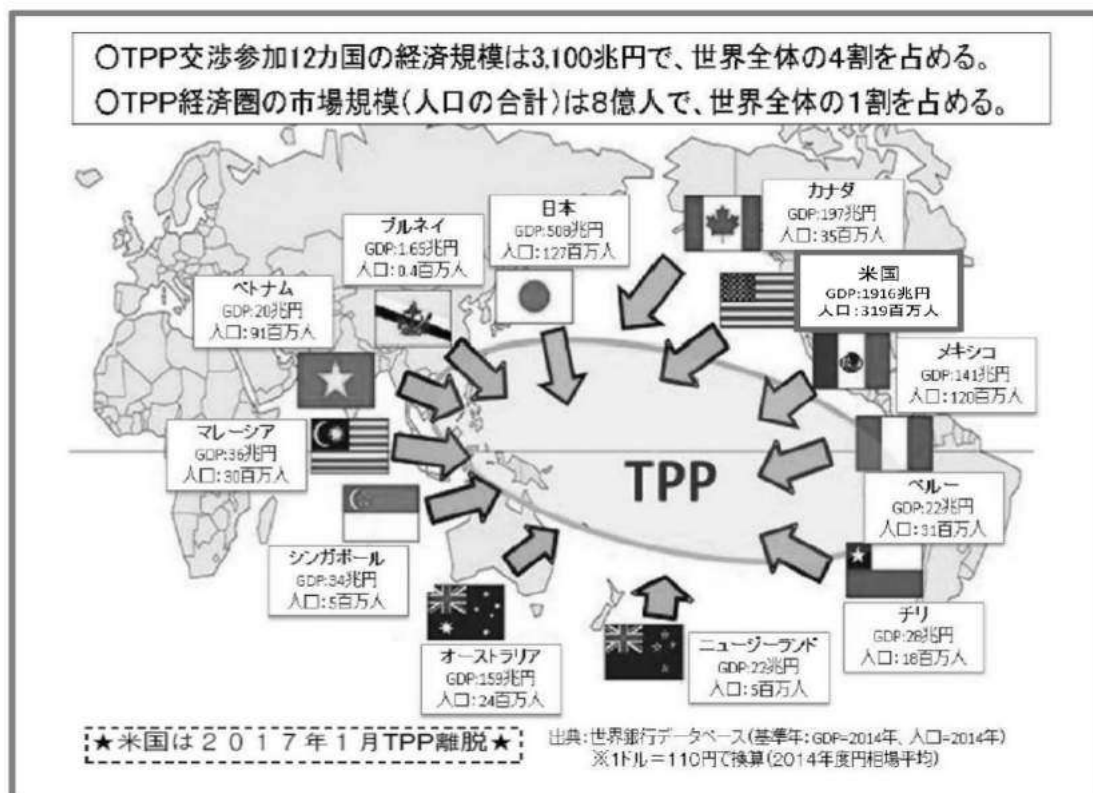 〇TPP交渉参加12カ国の経済規模は3,100兆円で、世界全体の4割を占める。
〇TPP経済圏の市場規模(人口の合計)は8億人で、世界全体の1割を占める。
カナダ
GDP:197兆円
人口:35百万人
日本
GDP:508兆円
人口:127百万人
ブルネイ
GDP:1.65兆円
人口:0.4百万人
米国
GDP:1916兆円
人口:319百万人
ベトナム
GDP:20兆円
人口:91百万人
メキシコ
GDP:141兆円
人口:120百万人
マレーシア
GDP:36兆円
人口:30百万人
TPP
ペルー
GDP:22兆円
人口:31百万人
シンガポール
GDP:34兆円
人口:5百万人
チリ
GDP:28兆円
人口:18百万人
オーストラリア
GDP:159兆円
人口:24百万人
ニュージーランド
GDP:22兆円
人口:5百万人
★米国は2017年1月TPP離脱★
出典:世界銀行データベース(基準年:GDP=2014年、人口=2014年)
※1ドル=110円で換算(2014年度円相場平均)